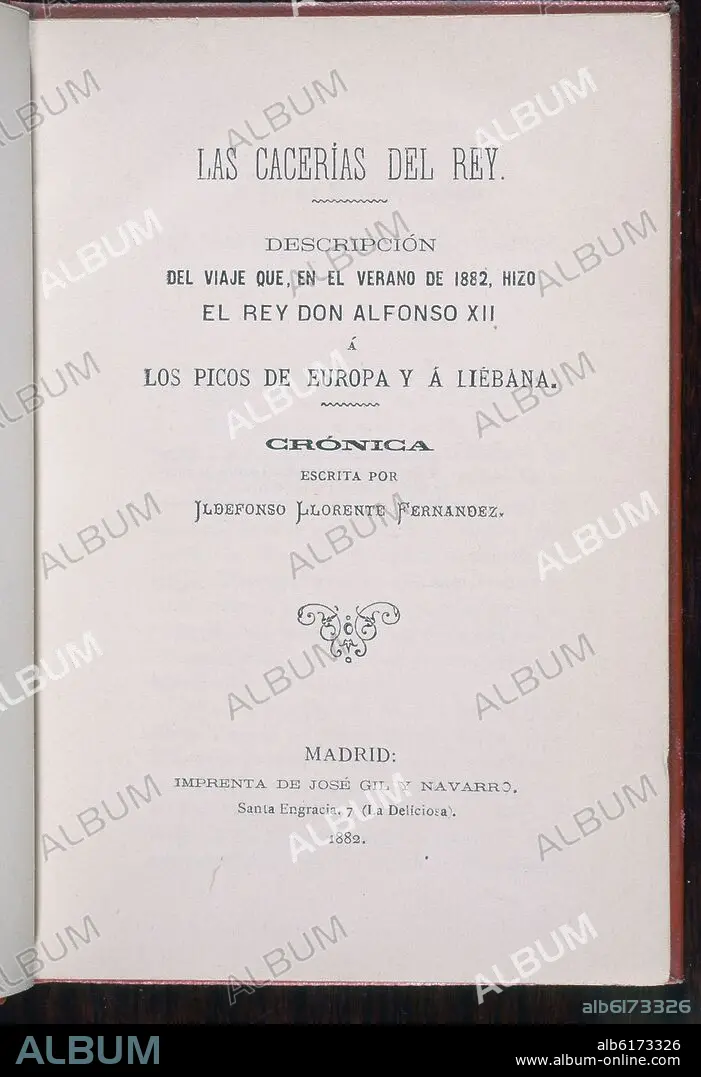 LAS CACERÍAS DEL REY.
DESCRIPCIÓN
DEL VIAJE QUE, EN EL VERANO DE 1882, HIZO
EL REY DON ALFONSO XII
Á
LOS PICOS DE EUROPA Y Á LIÉBANA.
CRÓNICA
ESCRITA POR
ILDEFONSO LLORENTE FERNANDEZ.
MADRID:
IMPRENTA DE JOSÉ GIL Y NAVARRO.
Santa Engracia, 7 (La Deliciosa).
1882.
alb6173326
ALBUM
alb6173326
www.album-online.com